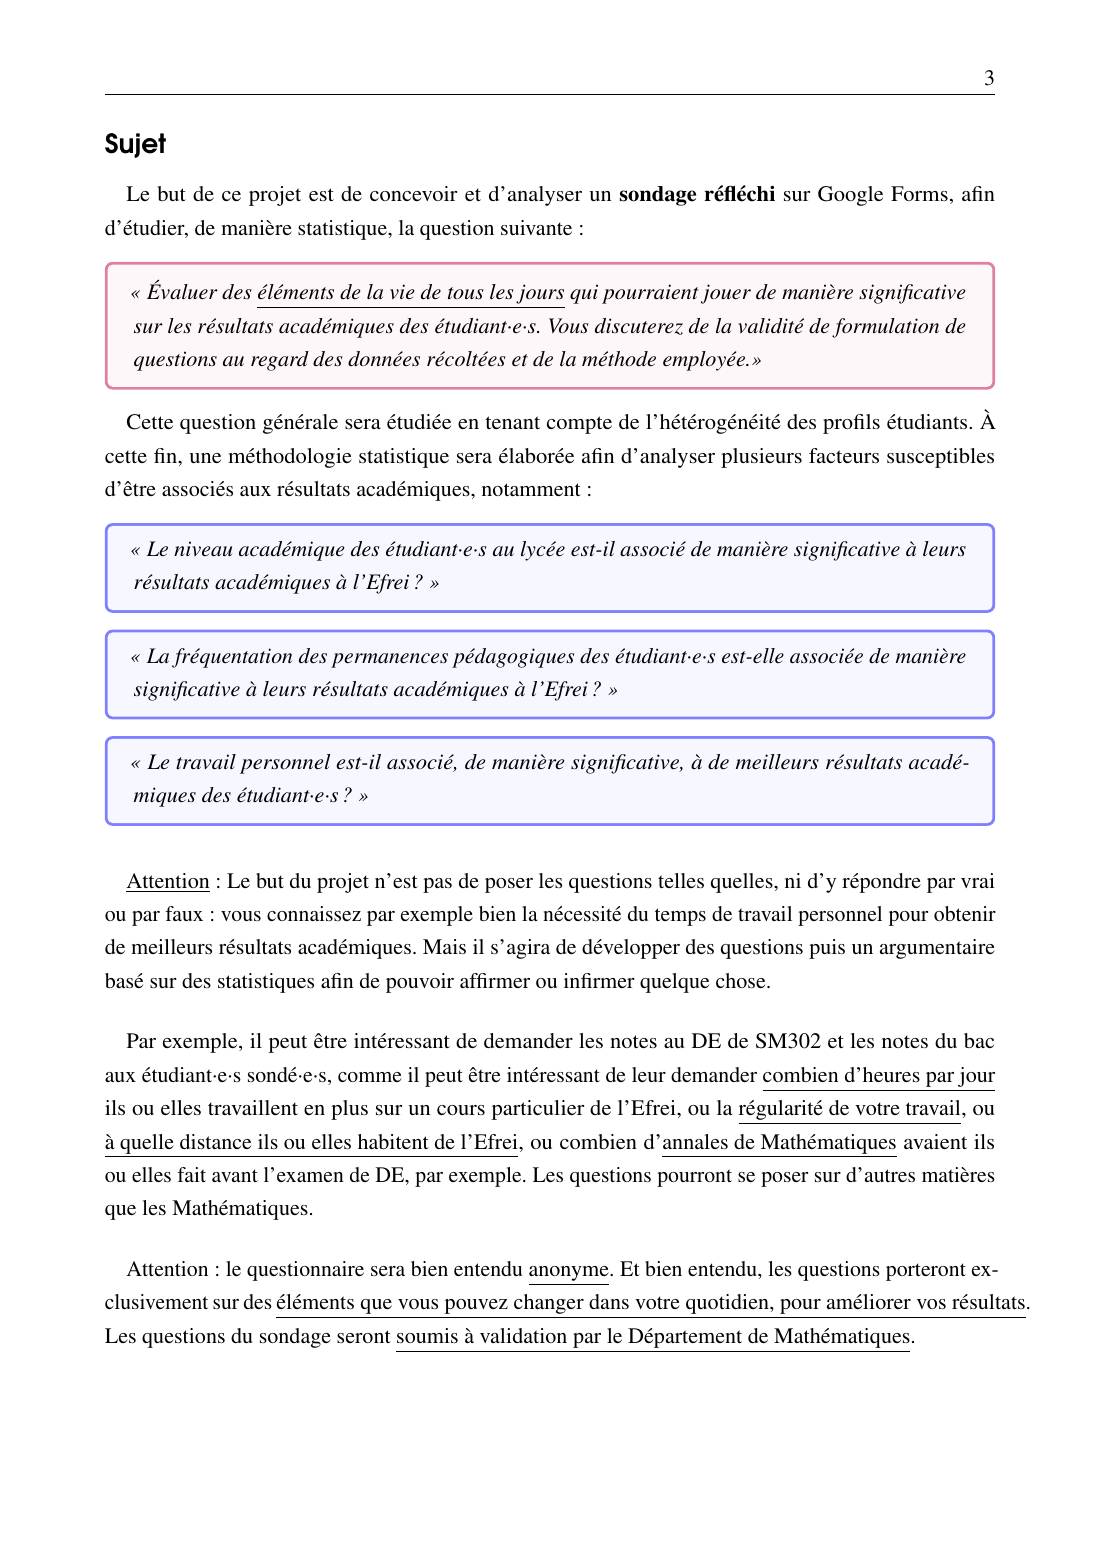 3
Sujet
Le but de ce projet est de concevoir et d’analyser un sondage réfléchi sur Google Forms, afin
d’étudier, de manière statistique, la question suivante :
« Évaluer des éléments de la vie de tous les jours qui pourraient jouer de manière significative
sur les résultats académiques des étudiant·e·s. Vous discuterez de la validité de formulation de
questions au regard des données récoltées et de la méthode employée.»
Cette question générale sera étudiée en tenant compte de l’hétérogénéité des profils étudiants. À
cette fin, une méthodologie statistique sera élaborée afin d’analyser plusieurs facteurs susceptibles
d’être associés aux résultats académiques, notamment :
« Le niveau académique des étudiant·e·s au lycée est-il associé de manière significative à leurs
résultats académiques à l’Efrei ? »
« La fréquentation des permanences pédagogiques des étudiant·e·s est-elle associée de manière
significative à leurs résultats académiques à l’Efrei ? »
« Le travail personnel est-il associé, de manière significative, à de meilleurs résultats acadé-
miques des étudiant·e·s ? »
Attention : Le but du projet n’est pas de poser les questions telles quelles, ni d’y répondre par vrai
ou par faux : vous connaissez par exemple bien la nécessité du temps de travail personnel pour obtenir
de meilleurs résultats académiques. Mais il s’agira de développer des questions puis un argumentaire
basé sur des statistiques afin de pouvoir affirmer ou infirmer quelque chose.
Par exemple, il peut être intéressant de demander les notes au DE de SM302 et les notes du bac
aux étudiant·e·s sondé·e·s, comme il peut être intéressant de leur demander combien d’heures par jour
ils ou elles travaillent en plus sur un cours particulier de l’Efrei, ou la régularité de votre travail, ou
à quelle distance ils ou elles habitent de l’Efrei, ou combien d’annales de Mathématiques avaient ils
ou elles fait avant l’examen de DE, par exemple. Les questions pourront se poser sur d’autres matières
que les Mathématiques.
Attention : le questionnaire sera bien entendu anonyme. Et bien entendu, les questions porteront ex-
clusivement sur des éléments que vous pouvez changer dans votre quotidien, pour améliorer vos résultats.
Les questions du sondage seront soumis à validation par le Département de Mathématiques.